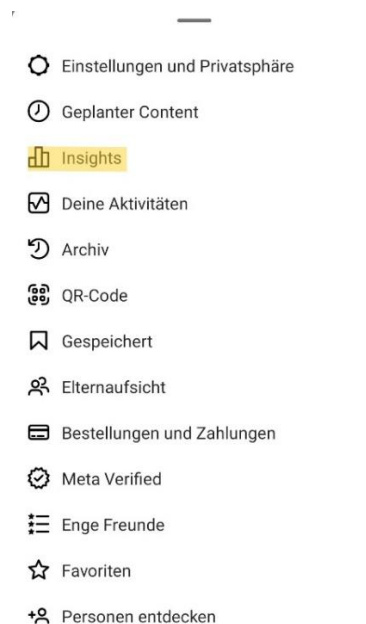 Einstellungen und Privatsphäre
Geplanter Content
Insights
Deine Aktivitäten
Archiv
QR-Code
Gespeichert
Elternaufsicht
Bestellungen und Zahlungen
Meta Verified
Enge Freunde
Favoriten
Personen entdecken